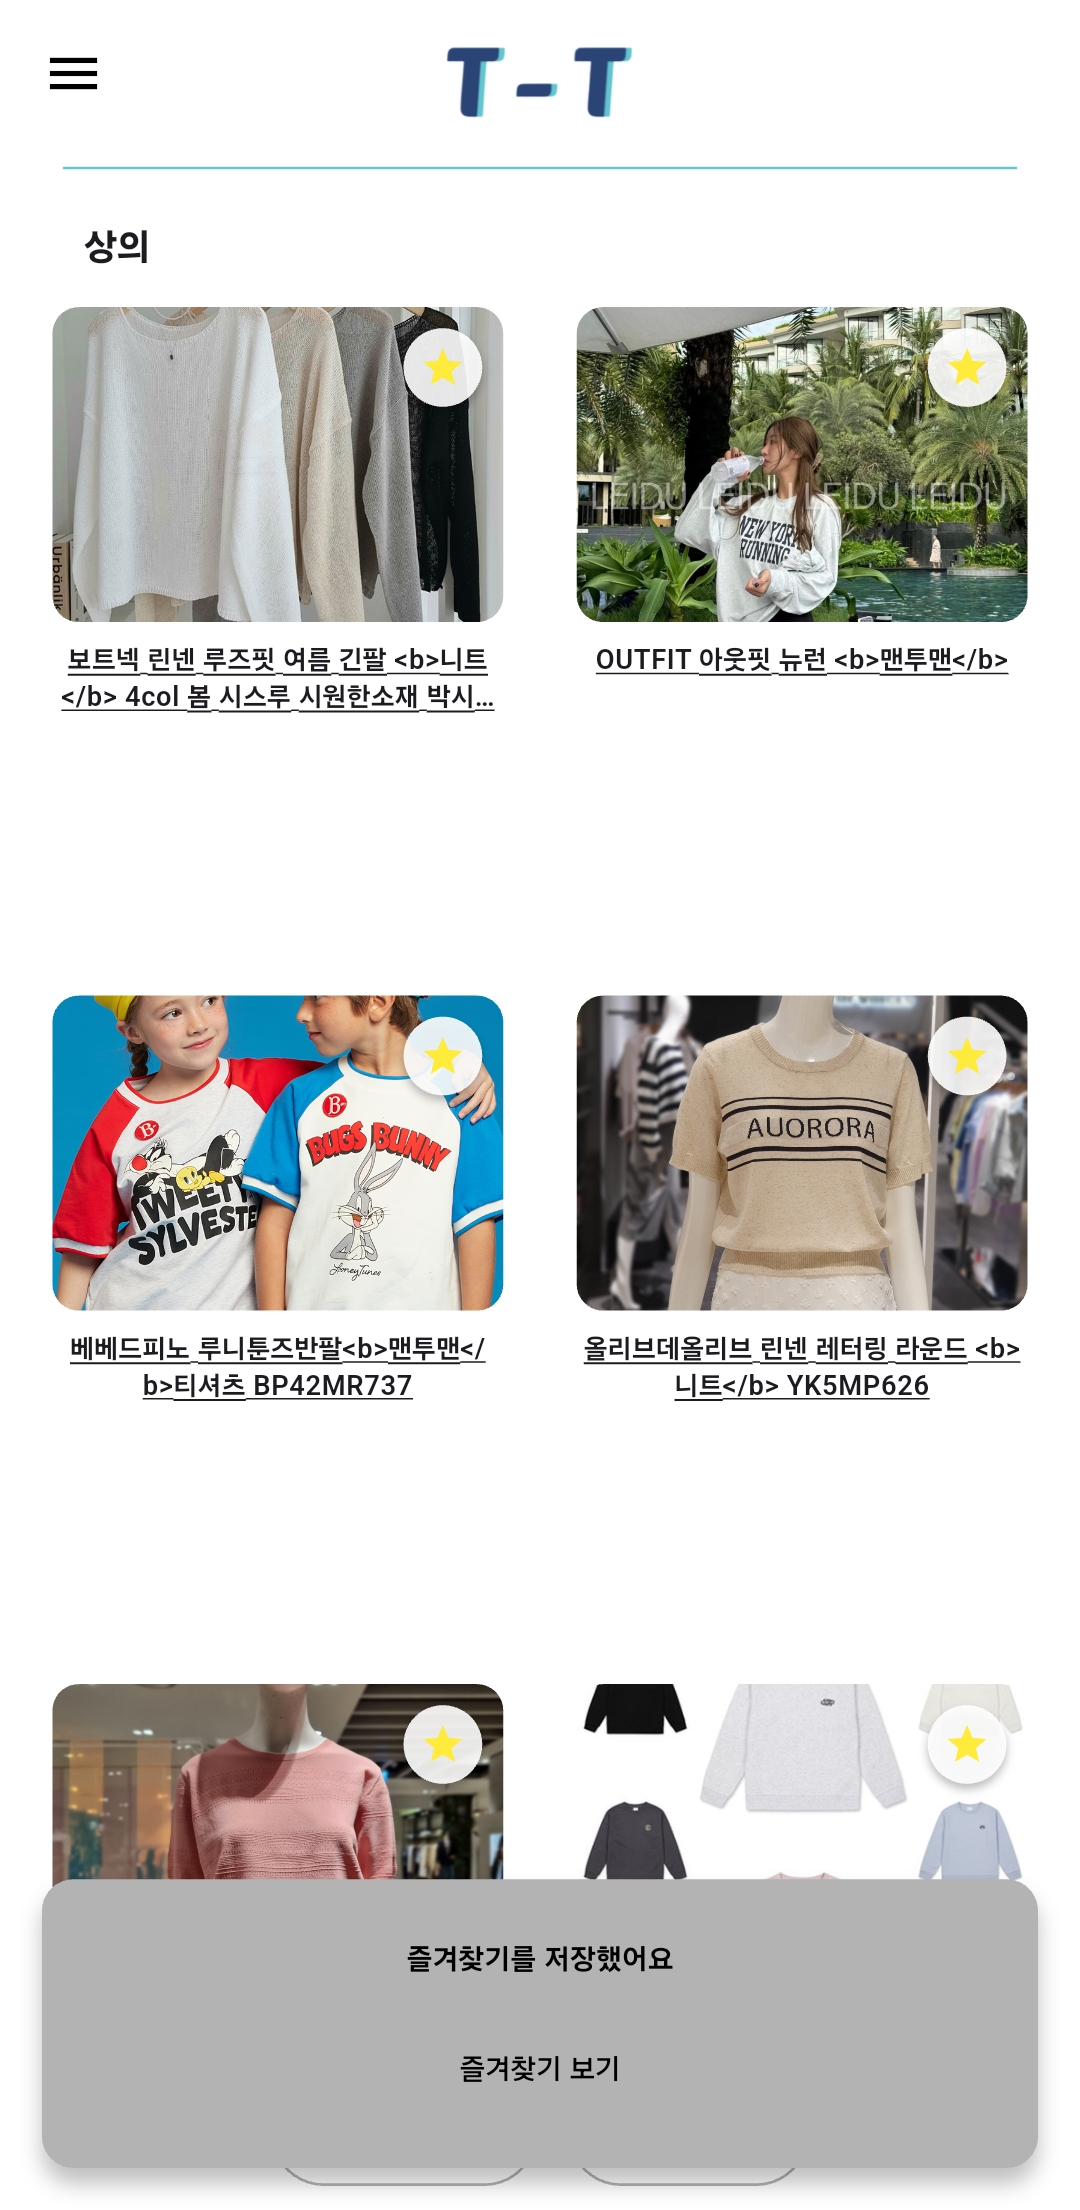 T-T
상의
Urbänlik
LEIDU LEIDU LEIDU LEIDU
NEW YORK
RUNNING
보트넥 린넨 루즈핏 여름 긴팔 <b>니트
</b> 4col 봄 시스루 시원한소재 박시...
OUTFIT 아웃핏 뉴런 <b>맨투맨</b>
B
TWEETY
SYLVESTE
B
BUGS BUNNY
Looney Tunes
AUORORA
베베드피노 루니툰즈반팔<b>맨투맨</
b>티셔츠 BP42MR737
올리브데올리브 린넨 레터링 라운드 <b>
니트</b> YK5MP626
즐겨찾기를 저장했어요
즐겨찾기 보기